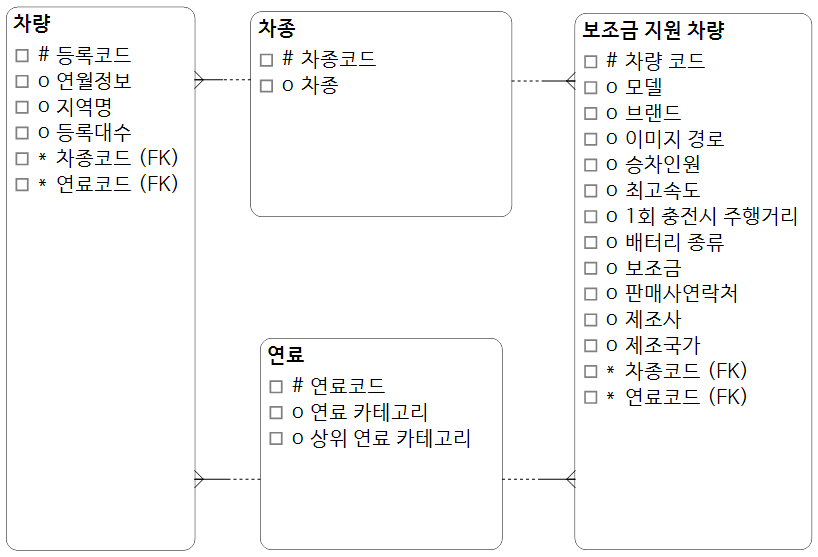 차량
# 등록코드
o 연월정보
o 지역명
o 등록대수
* 차종코드 (FK)
* 연료코드 (FK)
차종
# 차종코드
o 차종
연료
# 연료코드
o 연료 카테고리
o 상위 연료 카테고리
보조금 지원 차량
# 차량 코드
o 모델
o 브랜드
o 이미지 경로
o 승차인원
o 최고속도
o 1회 충전시 주행거리
o 배터리 종류
o 보조금
o 판매사연락처
o 제조사
o 제조국가
* 차종코드 (FK)
* 연료코드 (FK)